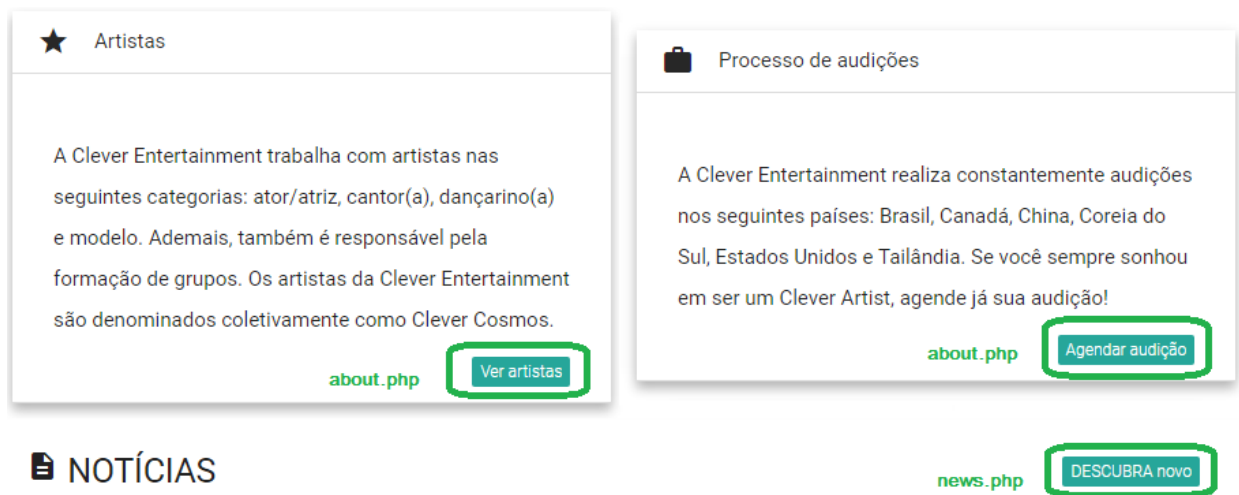 Artistas
A Clever Entertainment trabalha com artistas nas
seguintes categorias: ator/atriz, cantor(a), dançarino(a)
e modelo. Ademais, também é responsável pela
formação de grupos. Os artistas da Clever Entertainment
são denominados coletivamente como Clever Cosmos.
about.php
Ver artistas
Processo de audições
A Clever Entertainment realiza constantemente audições
nos seguintes países: Brasil, Canadá, China, Coreia do
Sul, Estados Unidos e Tailândia. Se você sempre sonhou
em ser um Clever Artist, agende já sua audição!
about.php
Agendar audição
NOTÍCIAS
news.php
DESCUBRA novo